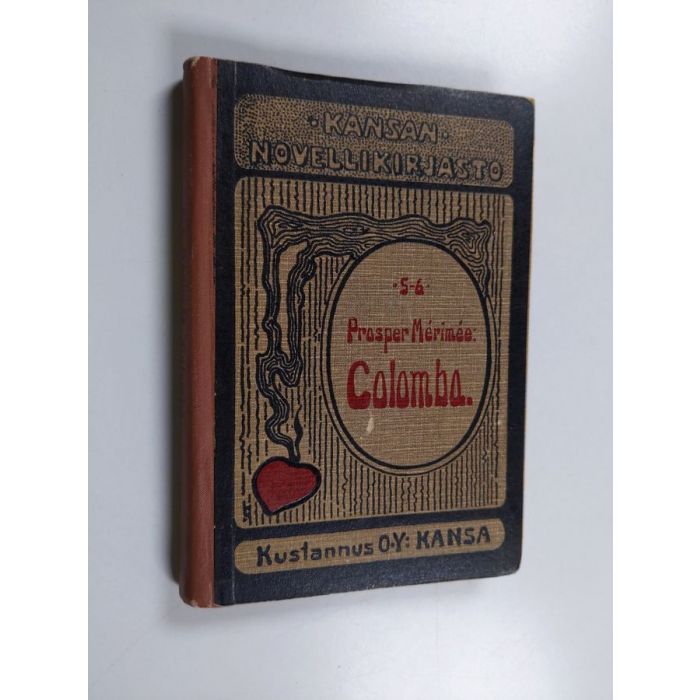 ·KANSAN·
NOVELLIKIRJASTO
·5-6·
Prosper Mérimée:
Colomba.
Kustannus O.Y: KANSA